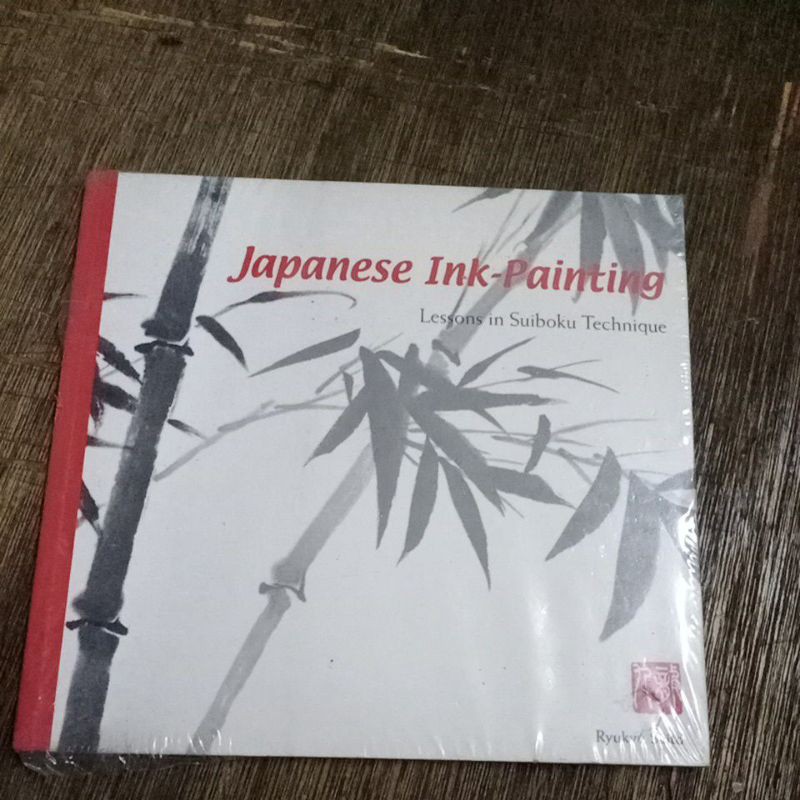 Japanese Ink-Painting
Lessons in Suiboku Technique